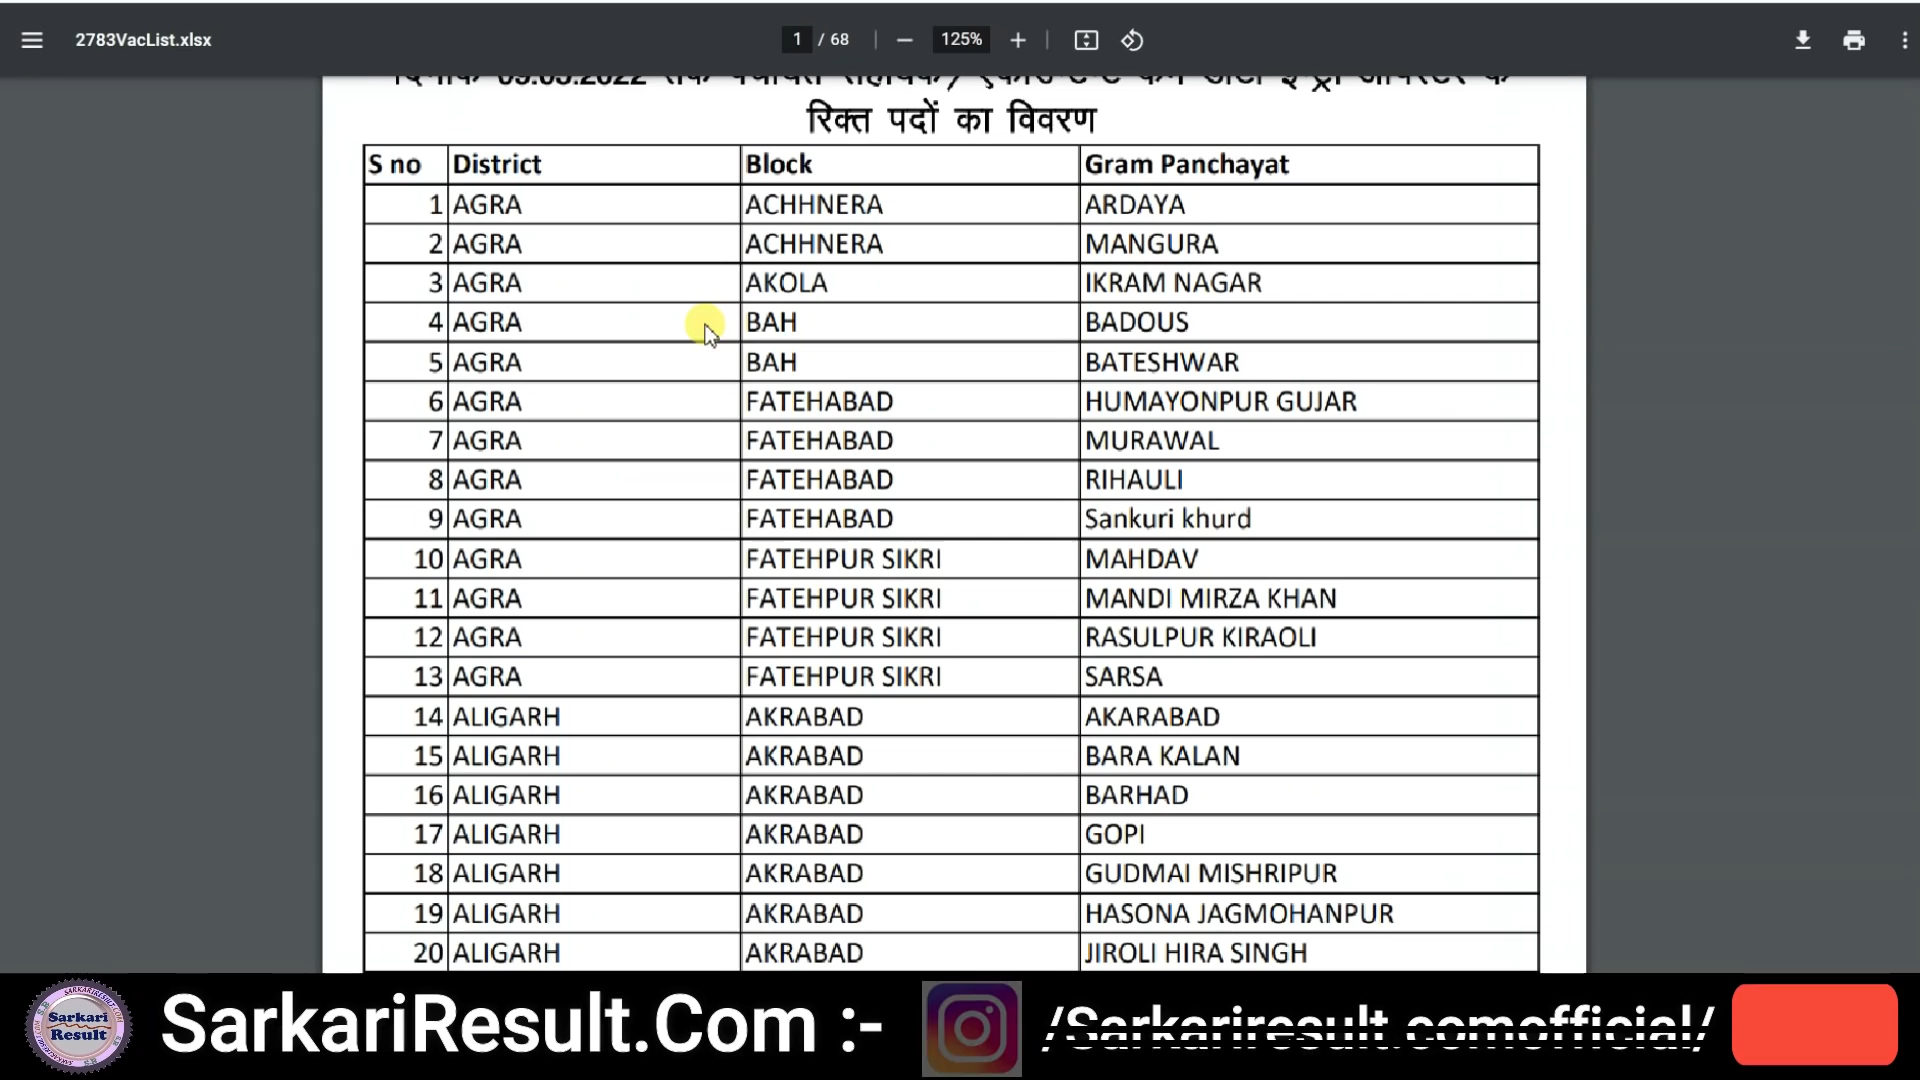 2783VacList.xlsx
1 / 68
125%
रिक्त पदों का विवरण
S no District Block Gram Panchayat
1 AGRA ACHHNERA ARDAYA
2 AGRA ACHHNERA MANGURA
3 AGRA AKOLA IKRAM NAGAR
4 AGRA BAH BADOUS
5 AGRA BAH BATESHWAR
6 AGRA FATEHABAD HUMAYONPUR GUJAR
7 AGRA FATEHABAD MURAWAL
8 AGRA FATEHABAD RIHAULI
9 AGRA FATEHABAD Sankuri khurd
10 AGRA FATEHPUR SIKRI MAHDAV
11 AGRA FATEHPUR SIKRI MANDI MIRZA KHAN
12 AGRA FATEHPUR SIKRI RASULPUR KIRAOLI
13 AGRA FATEHPUR SIKRI SARSA
14 ALIGARH AKRABAD AKARABAD
15 ALIGARH AKRABAD BARA KALAN
16 ALIGARH AKRABAD BARHAD
17 ALIGARH AKRABAD GOPI
18 ALIGARH AKRABAD GUDMAI MISHRIPUR
19 ALIGARH AKRABAD HASONA JAGMOHANPUR
20 ALIGARH AKRABAD JIROLI HIRA SINGH
Sarkari
Result
SarkariResult.Com :-
/Sarkariresult.comofficial/